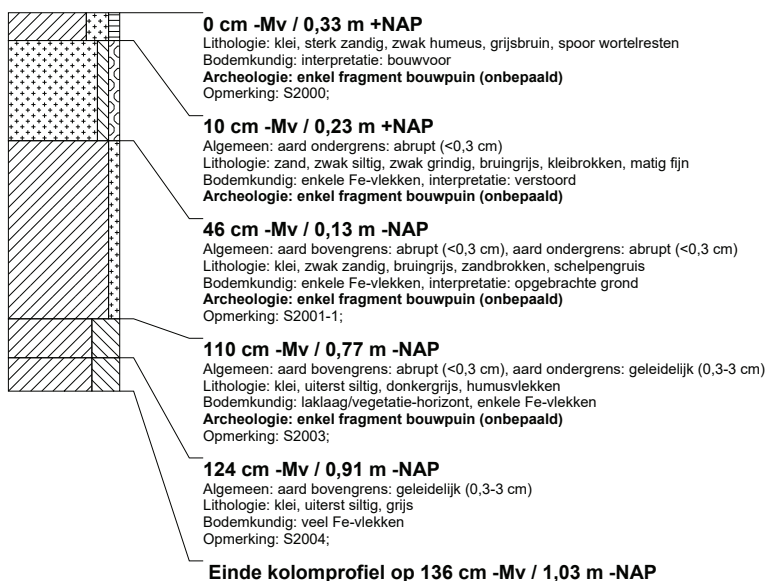 0 cm -Mv / 0,33 m +NAP
Lithologie: klei, sterk zandig, zwak humeus, grijsbruin, spoor wortelresten
Bodemkundig: interpretatie: bouwvoor
Archeologie: enkel fragment bouwpuin (onbepaald)
Opmerking: S2000;
10 cm -Mv / 0,23 m +NAP
Algemeen: aard ondergrens: abrupt (<0,3 cm)
Lithologie: zand, zwak siltig, zwak grindig, bruingrijs, kleibrokken, matig fijn
Bodemkundig: enkele Fe-vlekken, interpretatie: verstoord
Archeologie: enkel fragment bouwpuin (onbepaald)
46 cm -Mv / 0,13 m -NAP
Algemeen: aard bovengrens: abrupt (<0,3 cm), aard ondergrens: abrupt (<0,3 cm)
Lithologie: klei, zwak zandig, bruingrijs, zandbrokken, schelpengruis
Bodemkundig: enkele Fe-vlekken, interpretatie: opgebrachte grond
Archeologie: enkel fragment bouwpuin (onbepaald)
Opmerking: S2001-1;
110 cm -Mv / 0,77 m -NAP
Algemeen: aard bovengrens: abrupt (<0,3 cm), aard ondergrens: geleidelijk (0,3-3 cm)
Lithologie: klei, uiterst siltig, donkergrijs, humusvlekken
Bodemkundig: laklaag/vegetatie-horizont, enkele Fe-vlekken
Archeologie: enkel fragment bouwpuin (onbepaald)
Opmerking: S2003;
124 cm -Mv / 0,91 m -NAP
Algemeen: aard bovengrens: geleidelijk (0,3-3 cm)
Lithologie: klei, uiterst siltig, grijs
Bodemkundig: veel Fe-vlekken
Opmerking: S2004;
Einde kolomprofiel op 136 cm -Mv / 1,03 m -NAP